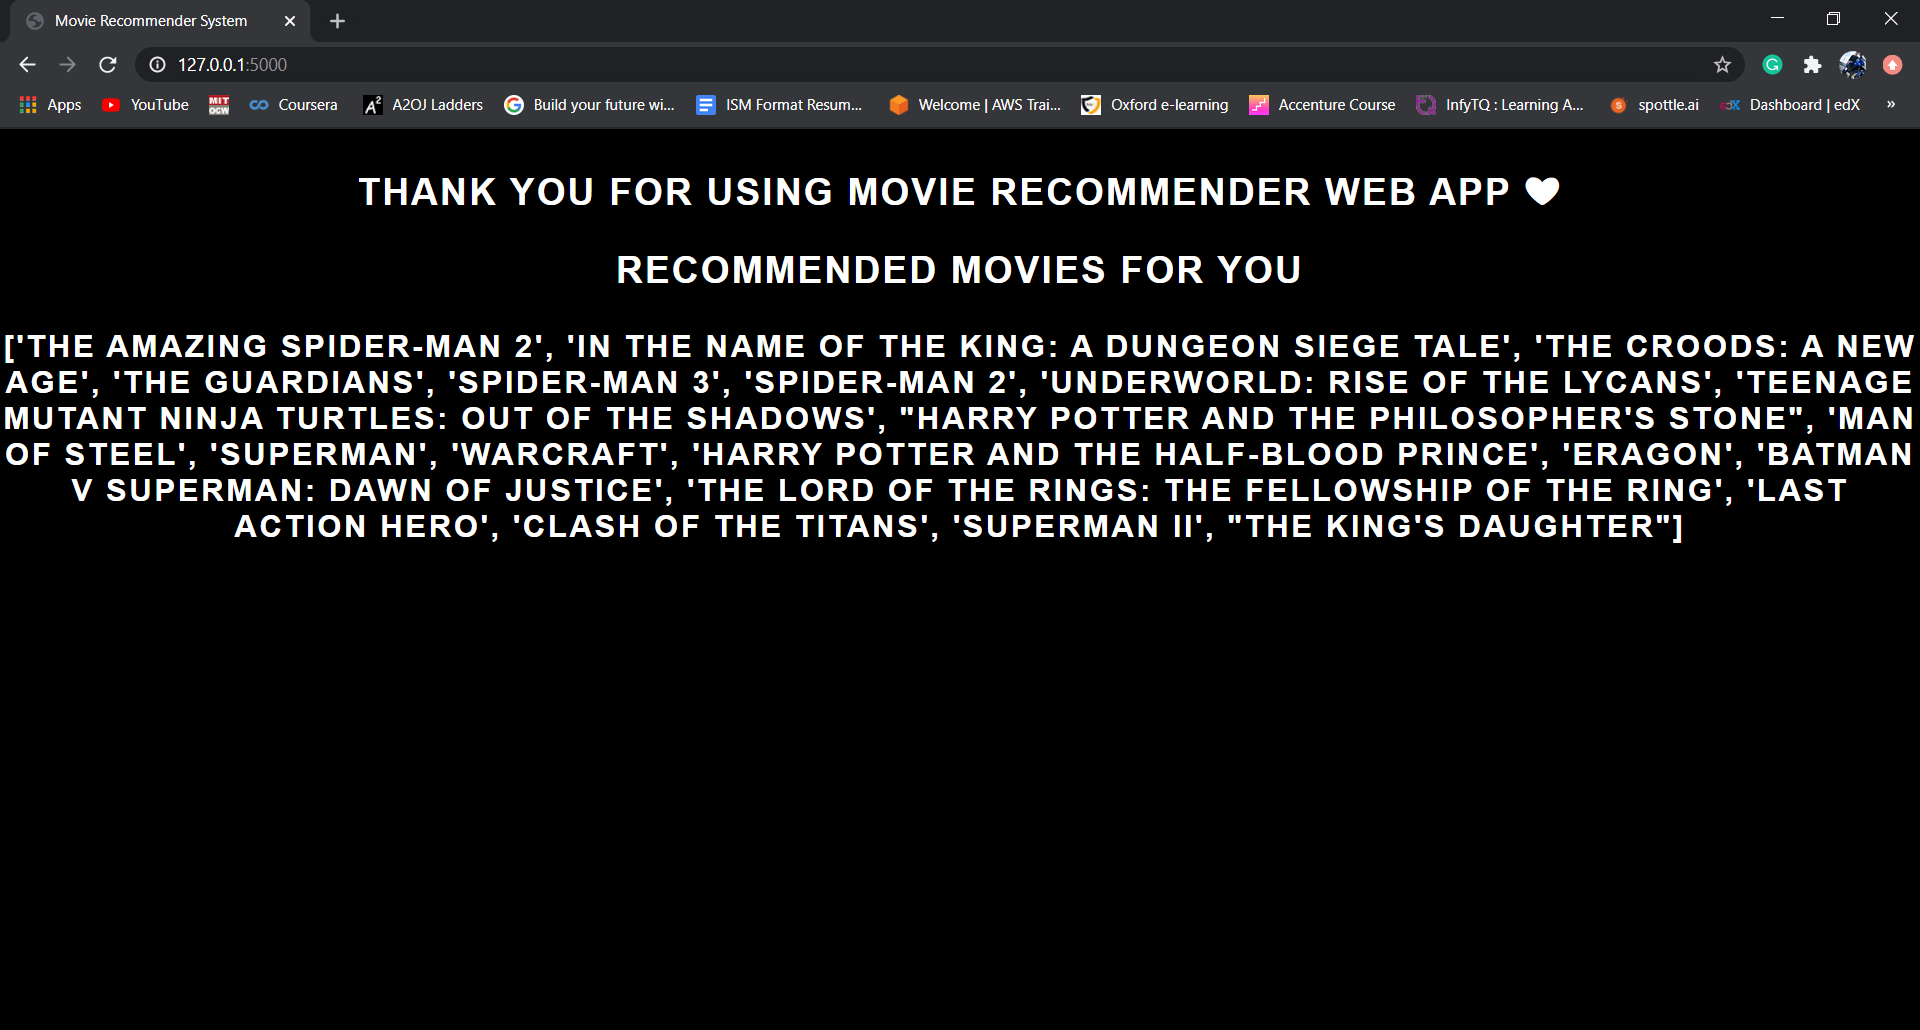 Movie Recommender System
127.0.0.1:5000
Apps YouTube MIT OCW Coursera A2OJ Ladders Build your future wi... ISM Format Resum... Welcome | AWS Trai... Oxford e-learning Accenture Course InfyTQ : Learning A... spottle.ai Dashboard | edX »
THANK YOU FOR USING MOVIE RECOMMENDER WEB APP ♥
RECOMMENDED MOVIES FOR YOU
['THE AMAZING SPIDER-MAN 2', 'IN THE NAME OF THE KING: A DUNGEON SIEGE TALE', 'THE CROODS: A NEW
AGE', 'THE GUARDIANS', 'SPIDER-MAN 3', 'SPIDER-MAN 2', 'UNDERWORLD: RISE OF THE LYCANS', 'TEENAGE
MUTANT NINJA TURTLES: OUT OF THE SHADOWS', "HARRY POTTER AND THE PHILOSOPHER'S STONE", 'MAN
OF STEEL', 'SUPERMAN', 'WARCRAFT', 'HARRY POTTER AND THE HALF-BLOOD PRINCE', 'ERAGON', 'BATMAN
V SUPERMAN: DAWN OF JUSTICE', 'THE LORD OF THE RINGS: THE FELLOWSHIP OF THE RING', 'LAST
ACTION HERO', 'CLASH OF THE TITANS', 'SUPERMAN II', "THE KING'S DAUGHTER"]